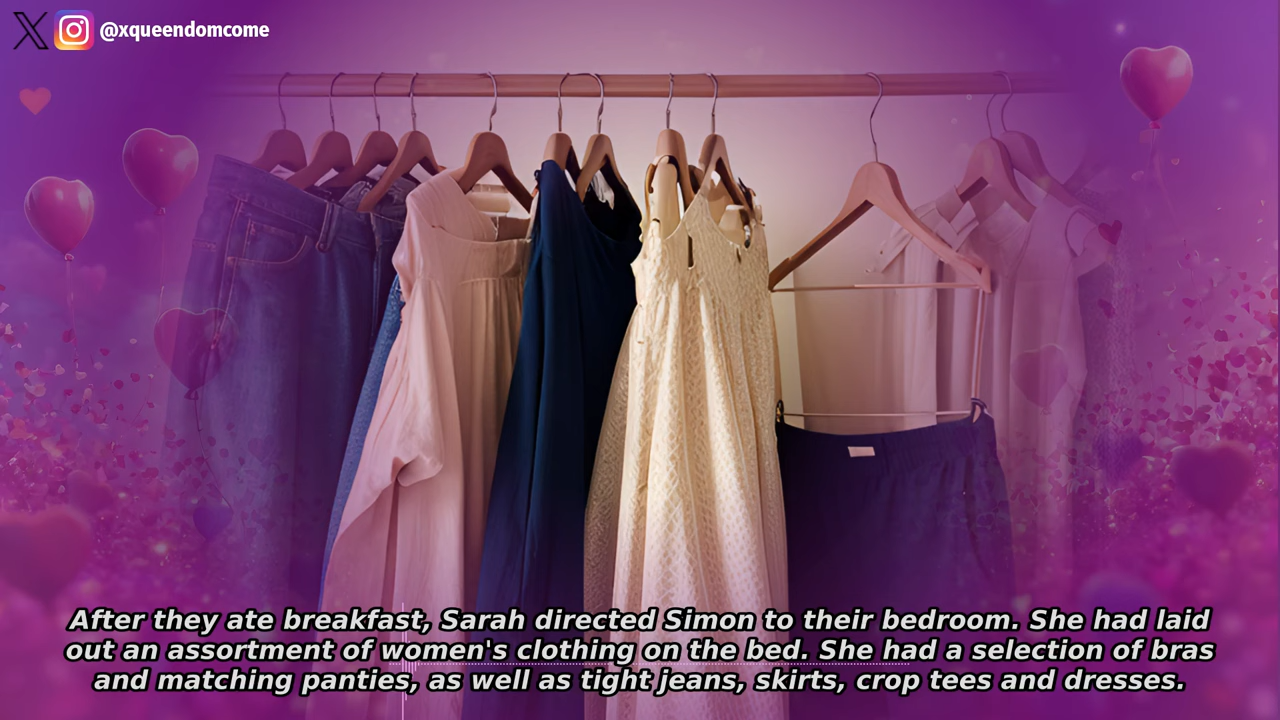 @xqueendomcome
After they ate breakfast, Sarah directed Simon to their bedroom. She had laid
out an assortment of women's clothing on the bed. She had a selection of bras
and matching panties, as well as tight jeans, skirts, crop tees and dresses.